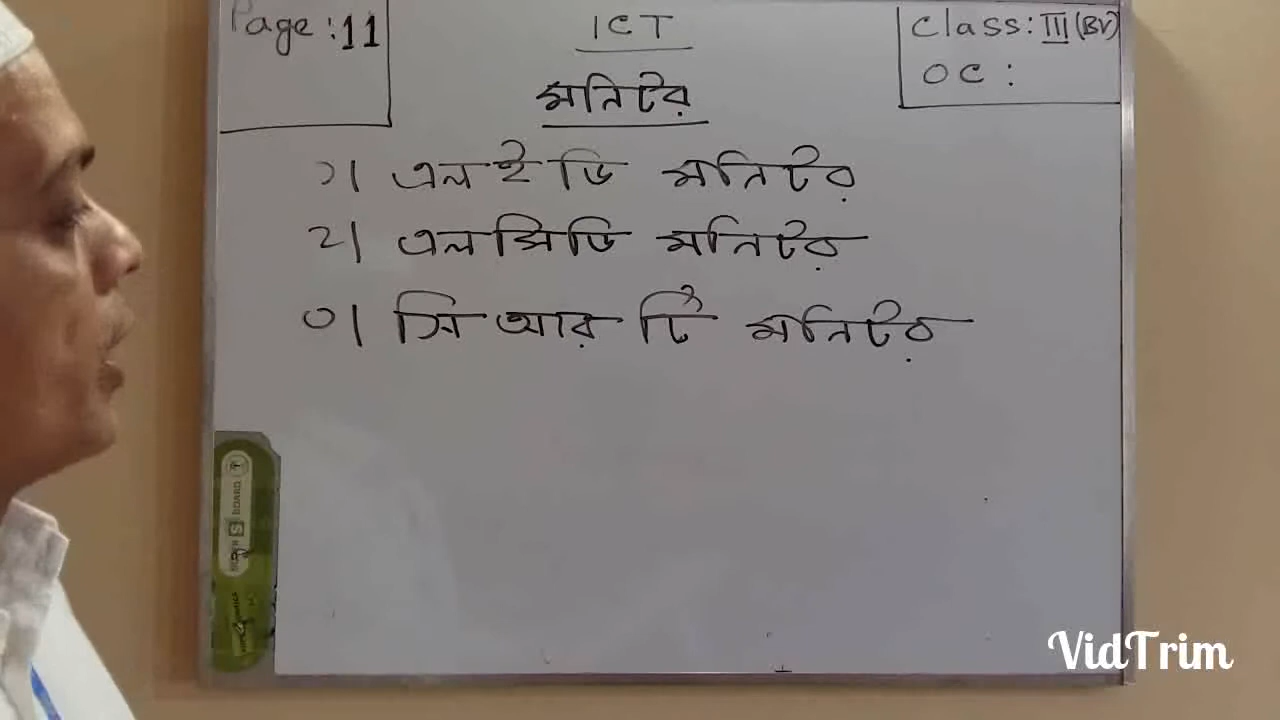 Page: 11
ICT
Class: III (BV)
OC :
মনিটর
১। এলইডি মনিটর
২। এলসিডি মনিটর
৩। সিআরটি মনিটর
BOARD
VidTrim